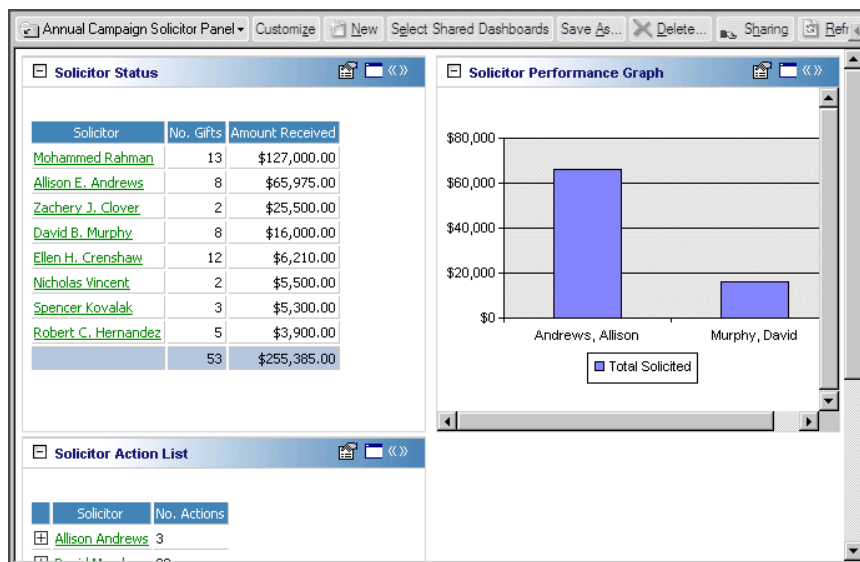 Annual Campaign Solicitor Panel Customize New Select Shared Dashboards Save As... Delete... Sharing
Solicitor Status
Solicitor No. Gifts Amount Received
Mohammed Rahman 13 $127,000.00
Allison E. Andrews 8 $65,975.00
Zachery J. Clover 2 $25,500.00
David B. Murphy 8 $16,000.00
Ellen H. Crenshaw 12 $6,210.00
Nicholas Vincent 2 $5,500.00
Spencer Kovalak 3 $5,300.00
Robert C. Hernandez 5 $3,900.00
53 $255,385.00
Solicitor Performance Graph
$80,000
$60,000
$40,000
$20,000
$0
Andrews, Allison Murphy, David
Total Solicited
Solicitor Action List
Solicitor No. Actions
Allison Andrews 3